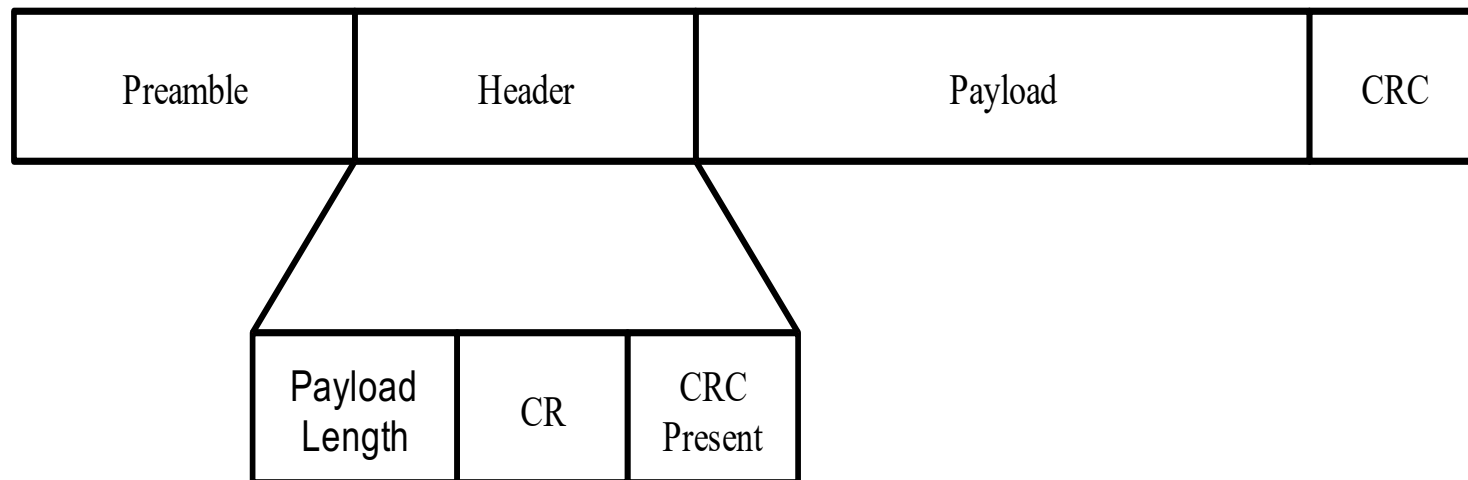 Preamble
Header
Payload
CRC
Payload
Length
CR
CRC
Present